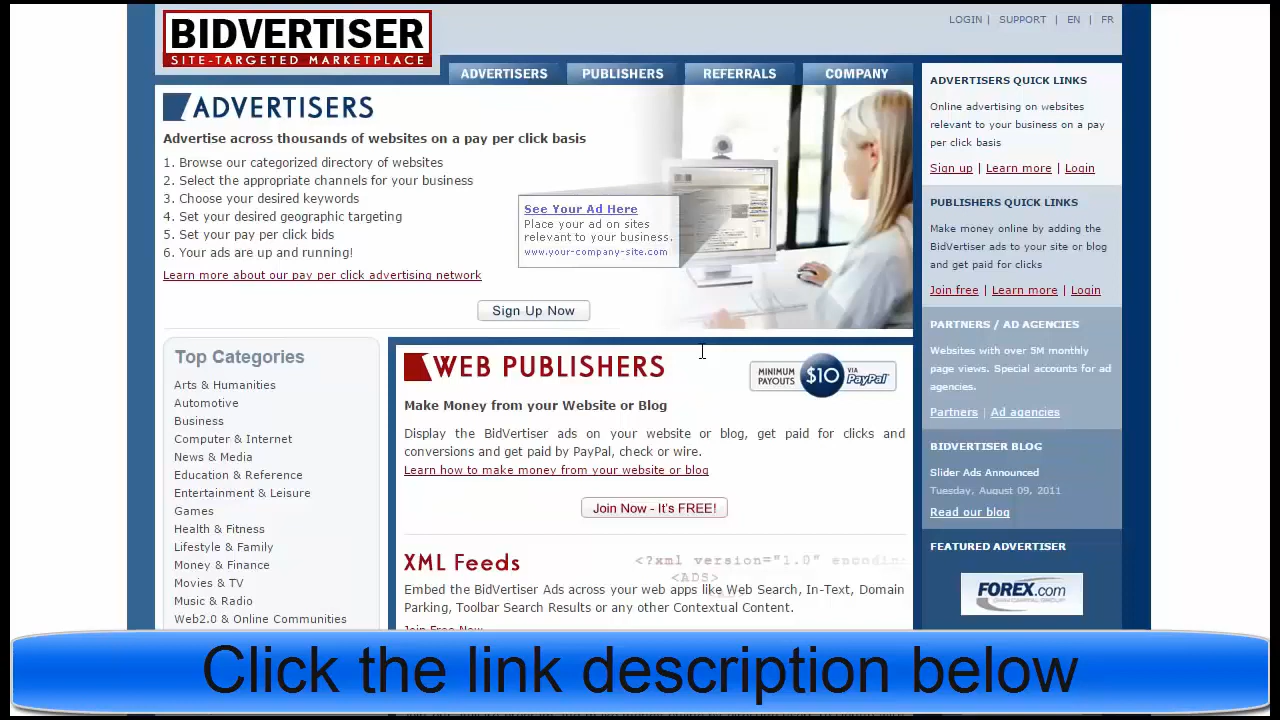 BIDVERTISER
SITE-TARGETED MARKETPLACE
LOGIN | SUPPORT | EN | FR
ADVERTISERS PUBLISHERS REFERRALS COMPANY
ADVERTISERS
Advertise across thousands of websites on a pay per click basis
1. Browse our categorized directory of websites
2. Select the appropriate channels for your business
3. Choose your desired keywords
4. Set your desired geographic targeting
5. Set your pay per click bids
6. Your ads are up and running!
Learn more about our pay per click advertising network
Sign Up Now
See Your Ad Here
Place your ad on sites
relevant to your business.
www.your-company-site.com
Top Categories
Arts & Humanities
Automotive
Business
Computer & Internet
News & Media
Education & Reference
Entertainment & Leisure
Games
Health & Fitness
Lifestyle & Family
Money & Finance
Movies & TV
Music & Radio
Web2.0 & Online Communities
WEB PUBLISHERS
MINIMUM
PAYOUTS
$10
VIA
PayPal
Make Money from your Website or Blog
Display the BidVertiser ads on your website or blog, get paid for clicks and
conversions and get paid by PayPal, check or wire.
Learn how to make money from your website or blog
Join Now - It's FREE!
XML Feeds
<?xml version="1.0" encoding
<ADS>
Embed the BidVertiser Ads across your web apps like Web Search, In-Text, Domain
Parking, Toolbar Search Results or any other Contextual Content.
Join Free Now
ADVERTISERS QUICK LINKS
Online advertising on websites
relevant to your business on a pay
per click basis
Sign up | Learn more | Login
PUBLISHERS QUICK LINKS
Make money online by adding the
BidVertiser ads to your site or blog
and get paid for clicks
Join free | Learn more | Login
PARTNERS / AD AGENCIES
Websites with over 5M monthly
page views. Special accounts for ad
agencies.
Partners | Ad agencies
BIDVERTISER BLOG
Slider Ads Announced
Tuesday, August 09, 2011
Read our blog
FEATURED ADVERTISER
FOREX.com
Click the link description below